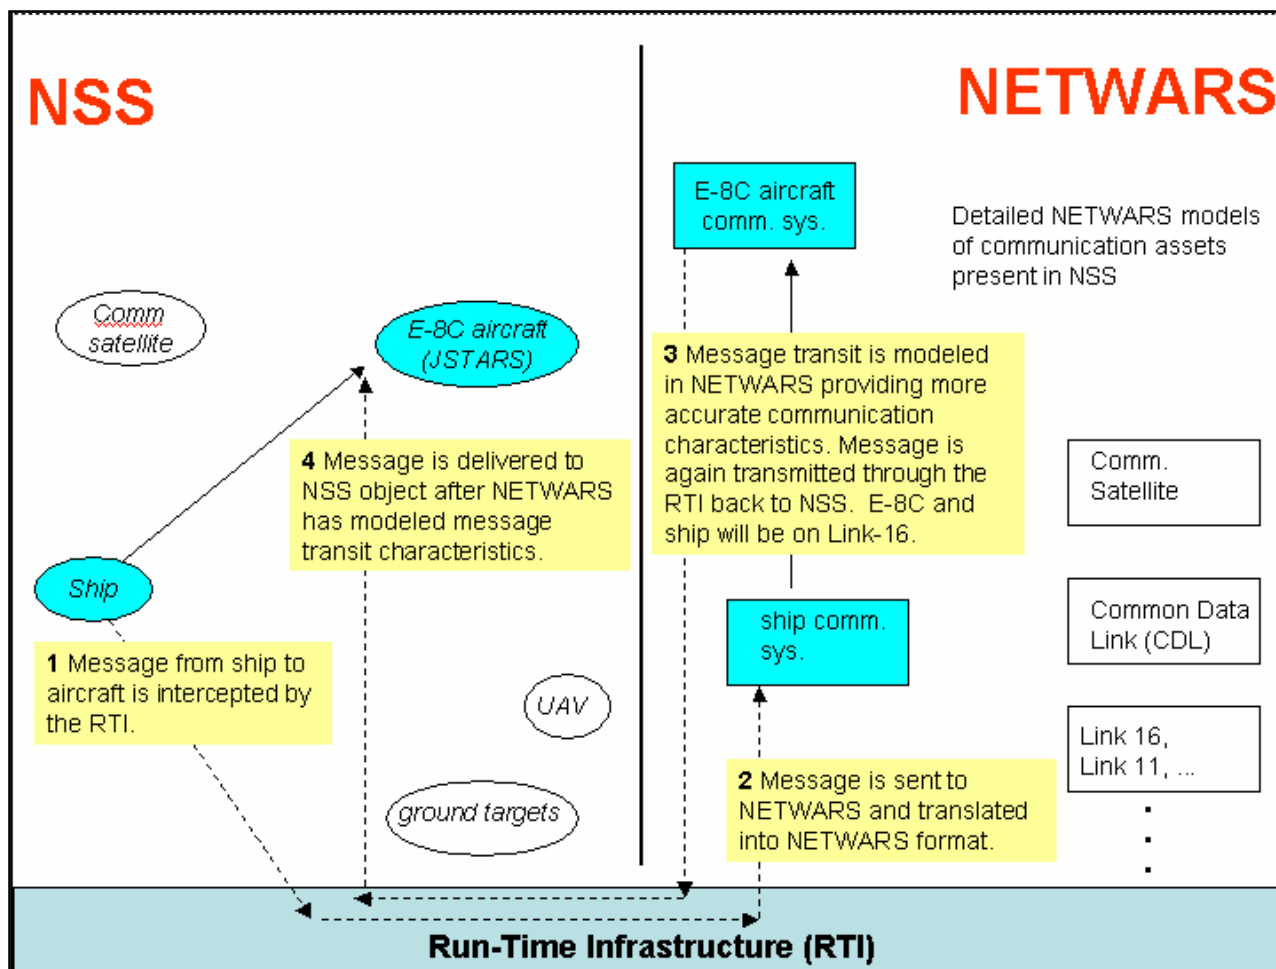 NSS
NETWARS
E-8C aircraft
comm. sys.
Detailed NETWARS models
of communication assets
present in NSS
Comm
satellite
E-8C aircraft
(JSTARS)
3 Message transit is modeled
in NETWARS providing more
accurate communication
characteristics. Message is
again transmitted through the
RTI back to NSS. E-8C and
ship will be on Link-16.
4 Message is delivered to
NSS object after NETWARS
has modeled message
transit characteristics.
Comm.
Satellite
Ship
ship comm.
sys.
Common Data
Link (CDL)
1 Message from ship to
aircraft is intercepted by
the RTI.
UAV
Link 16,
Link 11, ...
2 Message is sent to
NETWARS and translated
into NETWARS format.
ground targets
Run-Time Infrastructure (RTI)